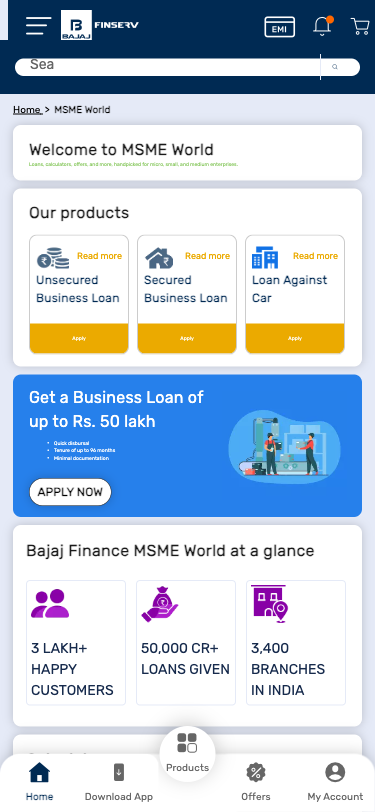 BAJAJ FINSERV
EMI
Sea
Home > MSME World
Welcome to MSME World
Loans, calculators, offers, and more, handpicked for micro, small, and medium enterprises.
Our products
Read more
Unsecured
Business Loan
Apply
Read more
Secured
Business Loan
Apply
Read more
Loan Against
Car
Apply
Get a Business Loan of
up to Rs. 50 lakh
• Quick disbursal
• Tenure of up to 96 months
• Minimal documentation
APPLY NOW
Bajaj Finance MSME World at a glance
3 LAKH+
HAPPY
CUSTOMERS
50,000 CR+
LOANS GIVEN
3,400
BRANCHES
IN INDIA
Home
Download App
Products
Offers
My Account